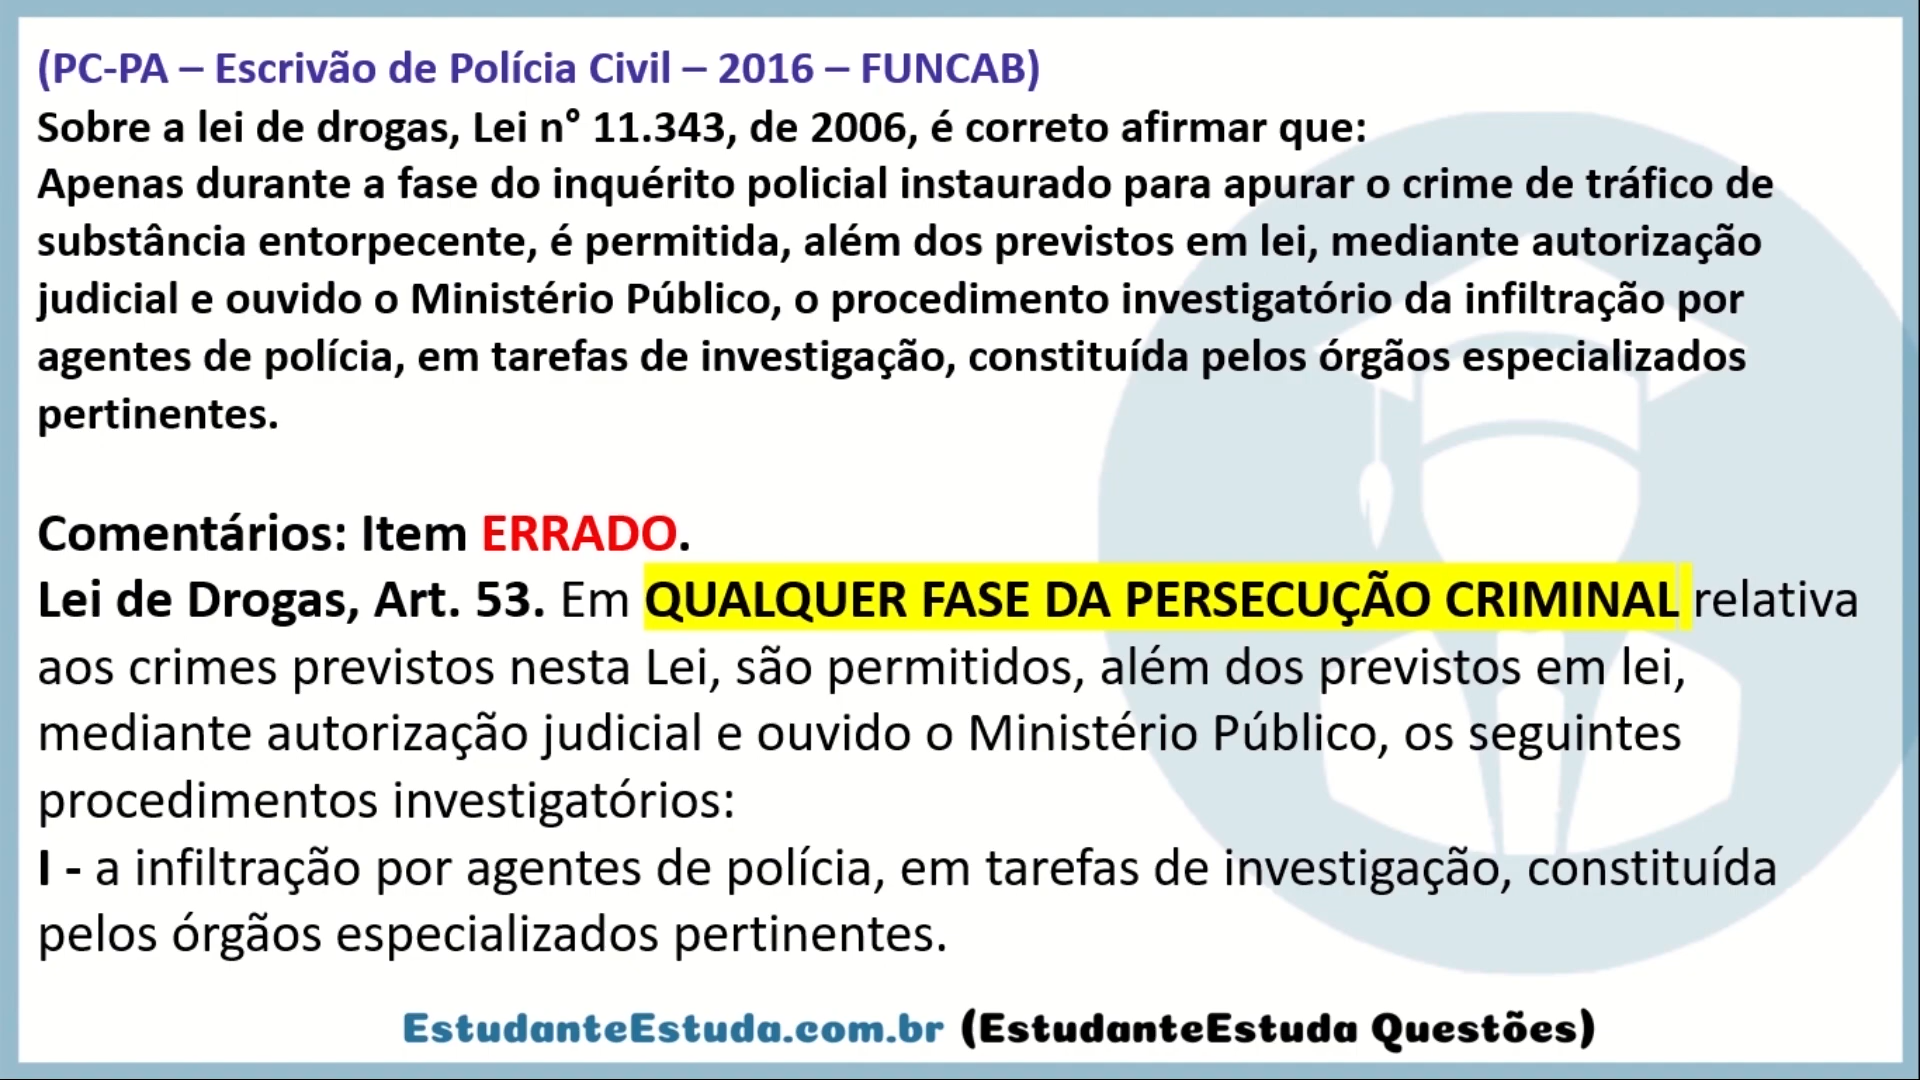 (PC-PA – Escrivão de Polícia Civil – 2016 – FUNCAB)
Sobre a lei de drogas, Lei n° 11.343, de 2006, é correto afirmar que:
Apenas durante a fase do inquérito policial instaurado para apurar o crime de tráfico de
substância entorpecente, é permitida, além dos previstos em lei, mediante autorização
judicial e ouvido o Ministério Público, o procedimento investigatório da infiltração por
agentes de polícia, em tarefas de investigação, constituída pelos órgãos especializados
pertinentes.
Comentários: Item ERRADO.
Lei de Drogas, Art. 53. Em QUALQUER FASE DA PERSECUÇÃO CRIMINAL relativa
aos crimes previstos nesta Lei, são permitidos, além dos previstos em lei,
mediante autorização judicial e ouvido o Ministério Público, os seguintes
procedimentos investigatórios:
I - a infiltração por agentes de polícia, em tarefas de investigação, constituída
pelos órgãos especializados pertinentes.
EstudanteEstuda.com.br (EstudanteEstuda Questões)